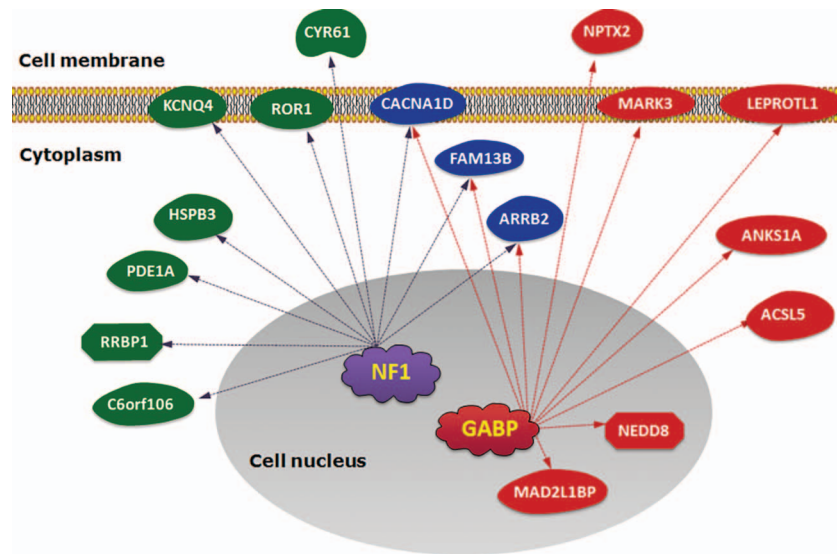 CYR61
NPTX2
Cell membrane
KCNQ4
ROR1
CACNA1D
MARK3
LEPROTL1
Cytoplasm
FAM13B
HSPB3
ARRB2
ANKS1A
PDE1A
ACSL5
RRBP1
NF1
C6orf106
GABP
NEDD8
Cell nucleus
MAD2L1BP